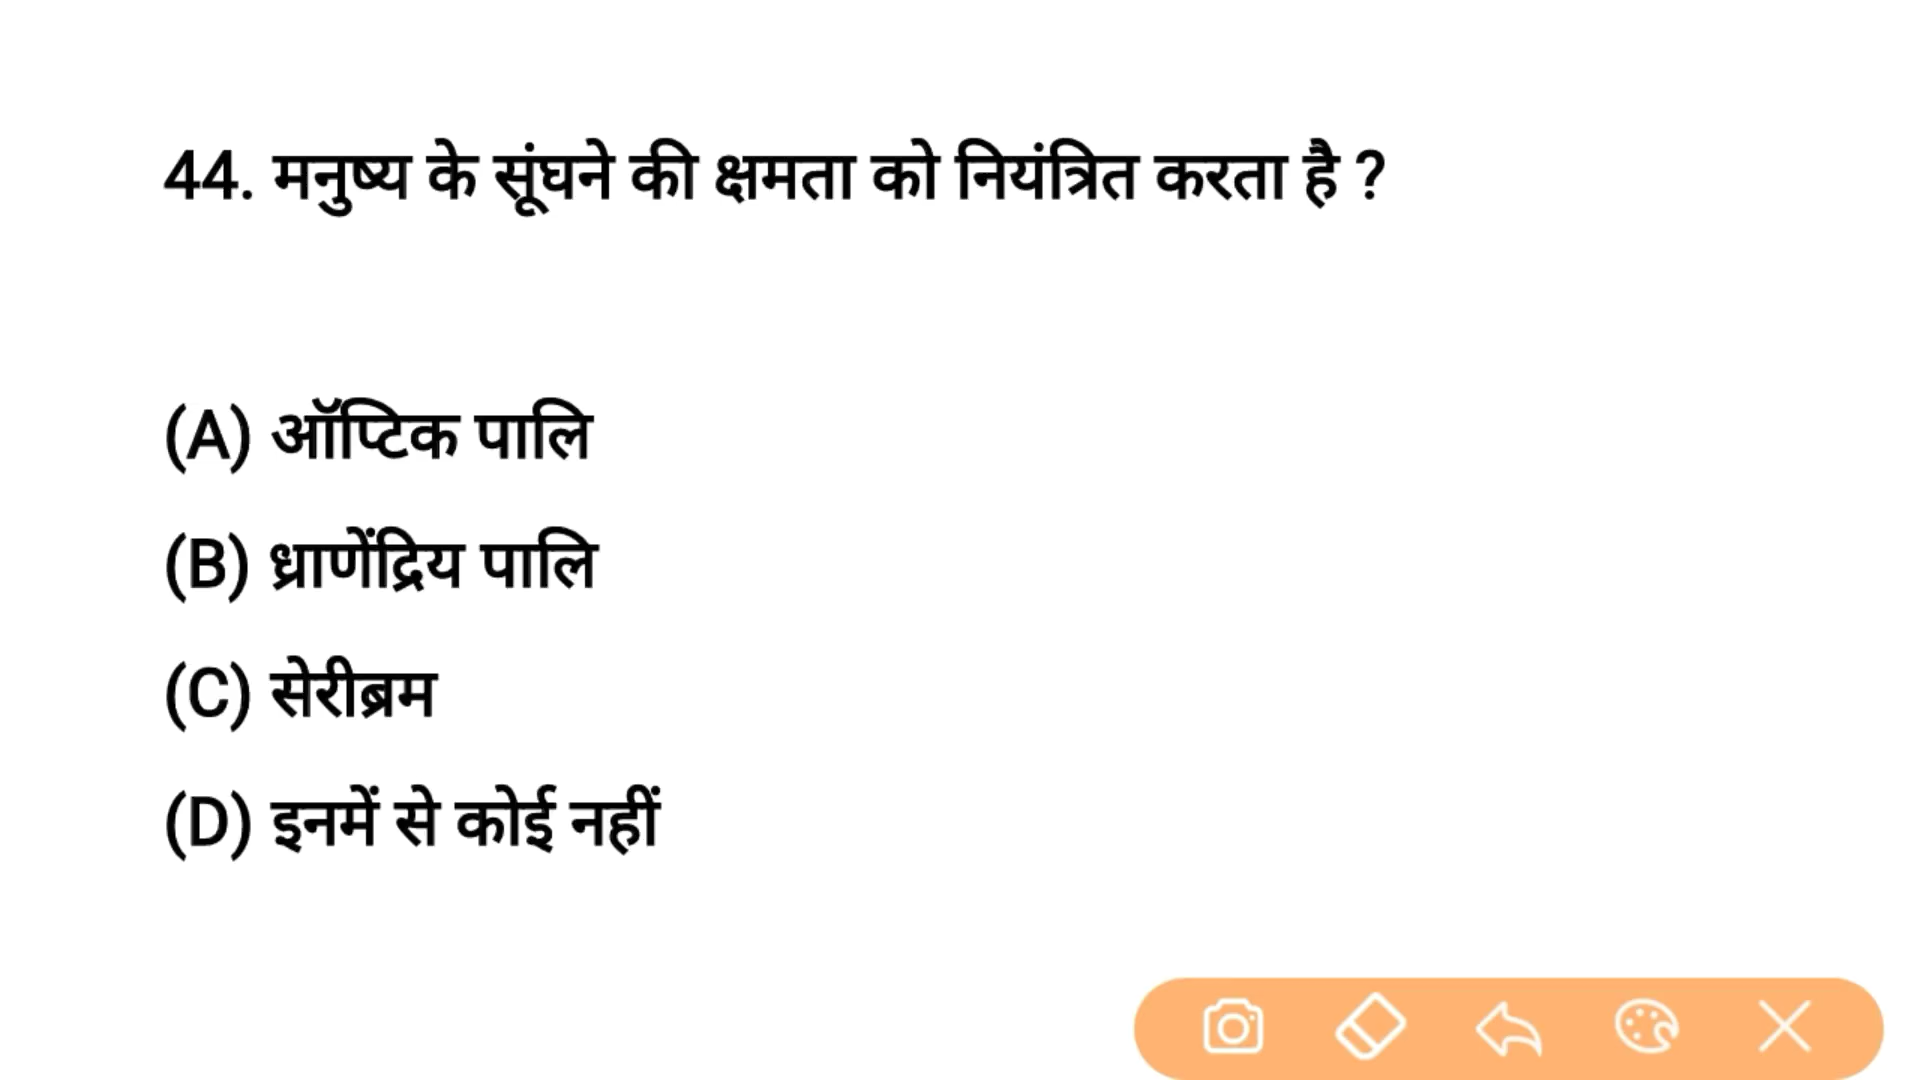 44. मनुष्य के सूंघने की क्षमता को नियंत्रित करता है ?
(A) ऑप्टिक पालि
(B) ध्राणेंद्रिय पालि
(C) सेरीब्रम
(D) इनमें से कोई नहीं